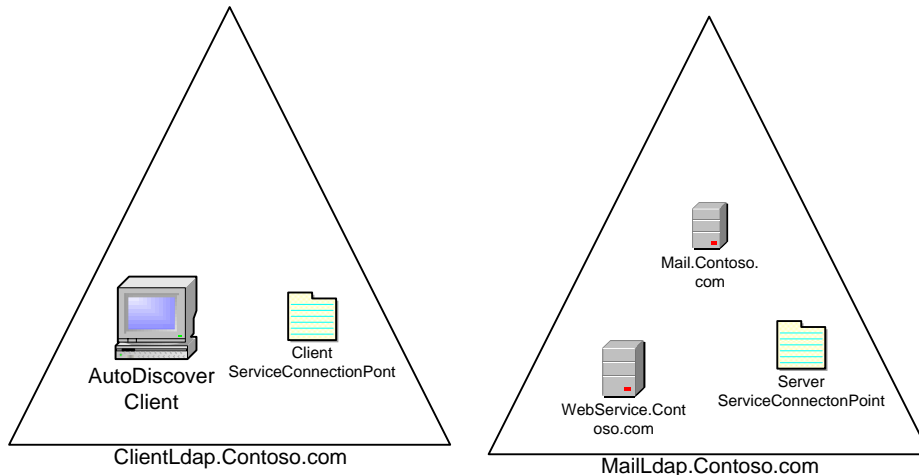 Mail.Contoso.
com
AutoDiscover
Client
Client
ServiceConnectionPont
WebService.Cont
oso.com
Server
ServiceConnectonPoint
ClientLdap.Contoso.com
MailLdap.Contoso.com